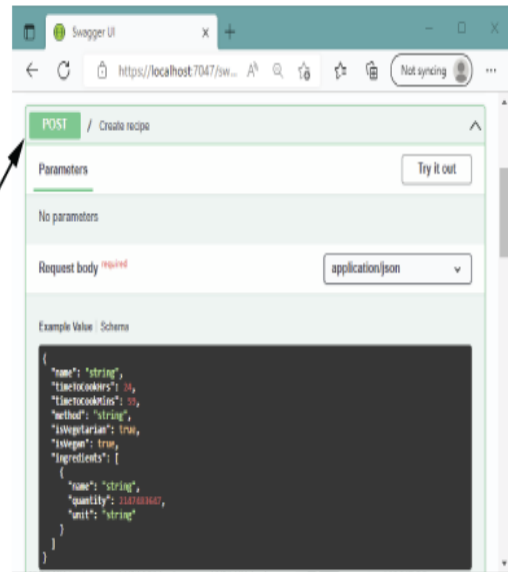 Swagger UI
https://localhost:7047/sw...
Not syncing
POST / Create recipe
Parameters
Try it out
No parameters
Request body required
application/json
Example Value | Schema
{
"name": "string",
"timeToCookHrs": 24,
"timeToCookMins": 59,
"method": "string",
"isVegetarian": true,
"isVegan": true,
"ingredients": [
{
"name": "string",
"quantity": 2147483647,
"unit": "string"
}
]
}